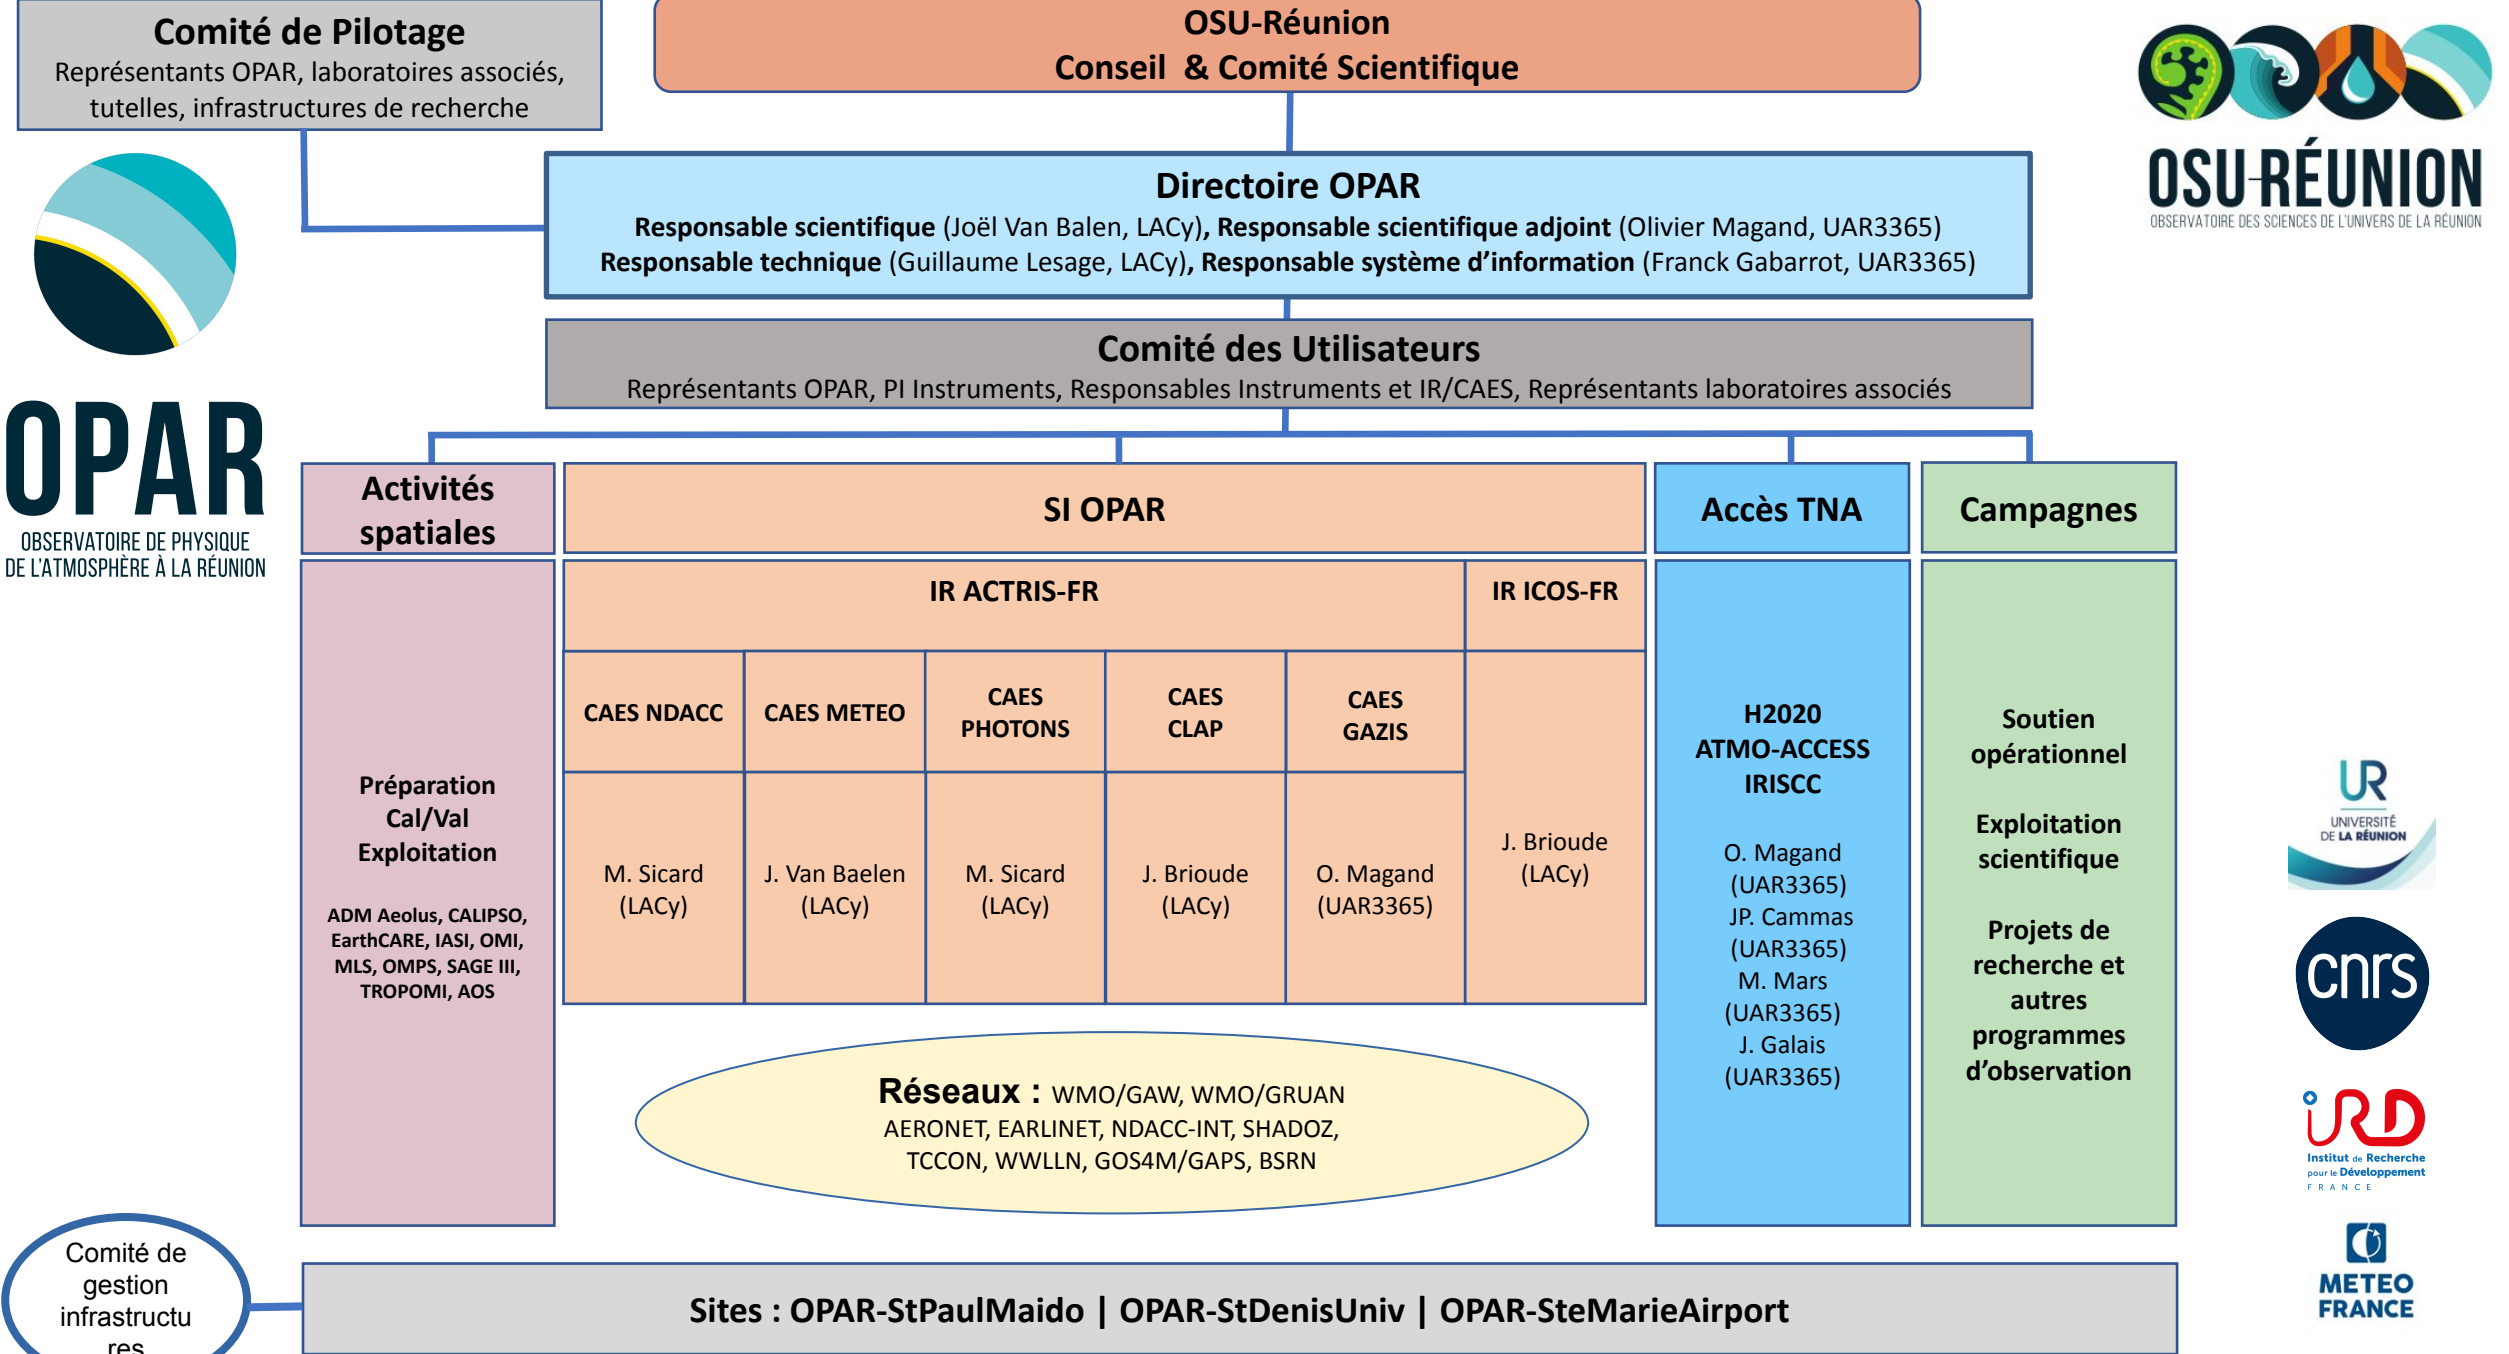 Comité de Pilotage
Représentants OPAR, laboratoires associés,
tutelles, infrastructures de recherche
OSU-Réunion
Conseil & Comité Scientifique
OSU-RÉUNION
OBSERVATOIRE DES SCIENCES DE L'UNIVERS DE LA RÉUNION
Directoire OPAR
Responsable scientifique (Joël Van Balen, LACy), Responsable scientifique adjoint (Olivier Magand, UAR3365)
Responsable technique (Guillaume Lesage, LACy), Responsable système d'information (Franck Gabarrot, UAR3365)
Comité des Utilisateurs
Représentants OPAR, PI Instruments, Responsables Instruments et IR/CAES, Représentants laboratoires associés
OPAR
OBSERVATOIRE DE PHYSIQUE
DE L'ATMOSPHÈRE À LA RÉUNION
Activités
spatiales
SI OPAR
Accès TNA
Campagnes
Préparation
Cal/Val
Exploitation
ADM Aeolus, CALIPSO,
EarthCARE, IASI, OMI,
MLS, OMPS, SAGE III,
TROPOMI, AOS
IR ACTRIS-FR
IR ICOS-FR
CAES NDACC
CAES METEO
CAES
PHOTONS
CAES
CLAP
CAES
GAZIS
M. Sicard
(LACy)
J. Van Baelen
(LACy)
M. Sicard
(LACy)
J. Brioude
(LACy)
O. Magand
(UAR3365)
J. Brioude
(LACy)
H2020
ATMO-ACCESS
IRISCC
O. Magand
(UAR3365)
JP. Cammas
(UAR3365)
M. Mars
(UAR3365)
J. Galais
(UAR3365)
Soutien
opérationnel
Exploitation
scientifique
Projets de
recherche et
autres
programmes
d'observation
Réseaux : WMO/GAW, WMO/GRUAN
AERONET, EARLINET, NDACC-INT, SHADOZ,
TCCON, WWLLN, GOS4M/GAPS, BSRN
UR
UNIVERSITÉ
DE LA RÉUNION
cnrs
iRD
Institut de Recherche
pour le Développement
FRANCE
METEO
FRANCE
Comité de
gestion
infrastructu
res
Sites : OPAR-StPaulMaido | OPAR-StDenisUniv | OPAR-SteMarieAirport